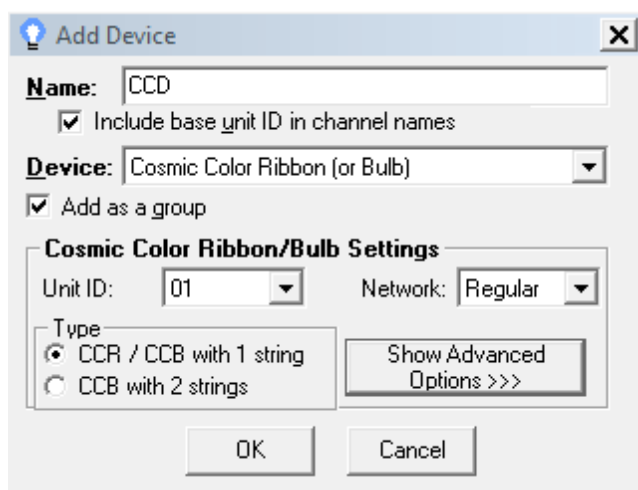 Add Device
Name: CCD
Include base unit ID in channel names
Device: Cosmic Color Ribbon (or Bulb)
Add as a group
Cosmic Color Ribbon/Bulb Settings
Unit ID: 01 Network: Regular
Type
CCR / CCB with 1 string
CCB with 2 strings
Show Advanced
Options >>>
OK Cancel